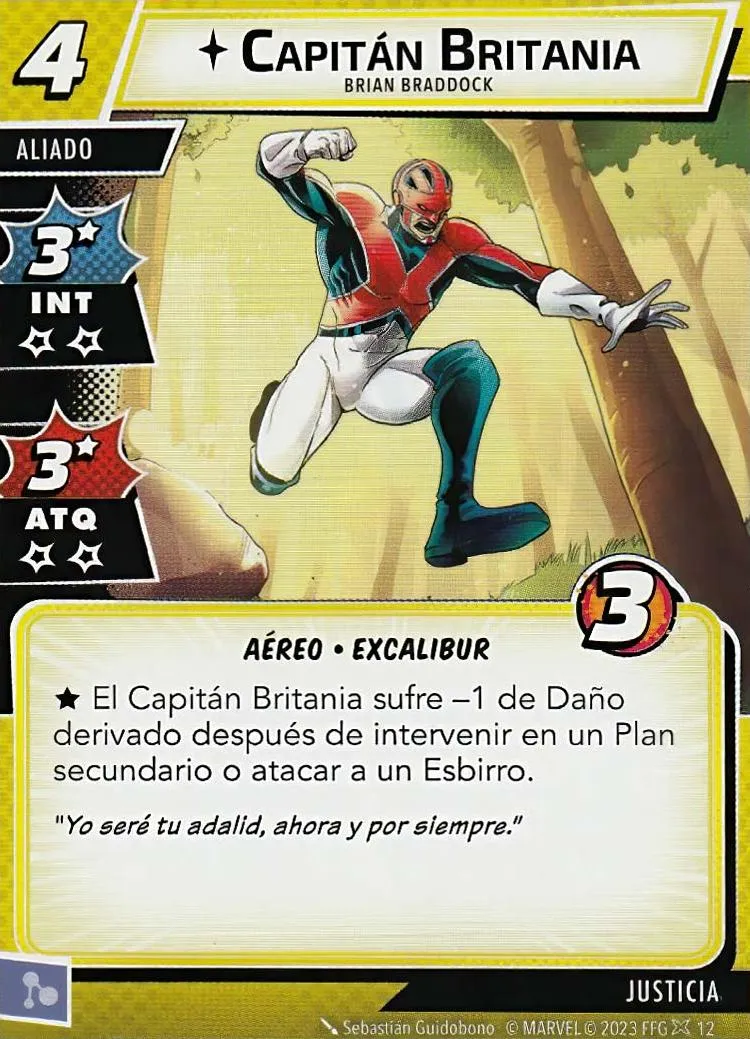 4
CAPITÁN BRITANIA
BRIAN BRADDOCK
ALIADO
3
INT
3
ATQ
3
AÉREO • EXCALIBUR
★ El Capitán Britania sufre –1 de Daño
derivado después de intervenir en un Plan
secundario o atacar a un Esbirro.
"Yo seré tu adalid, ahora y por siempre."
JUSTICIA
Sebastián Guidobono © MARVEL © 2023 FFG 12